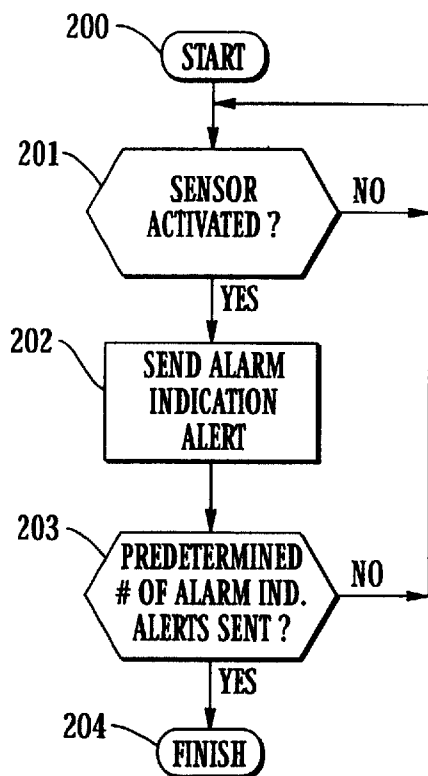 200
START
201
SENSOR
ACTIVATED ?
NO
YES
202
SEND ALARM
INDICATION
ALERT
203
PREDETERMINED
# OF ALARM IND.
ALERTS SENT ?
NO
YES
204
FINISH